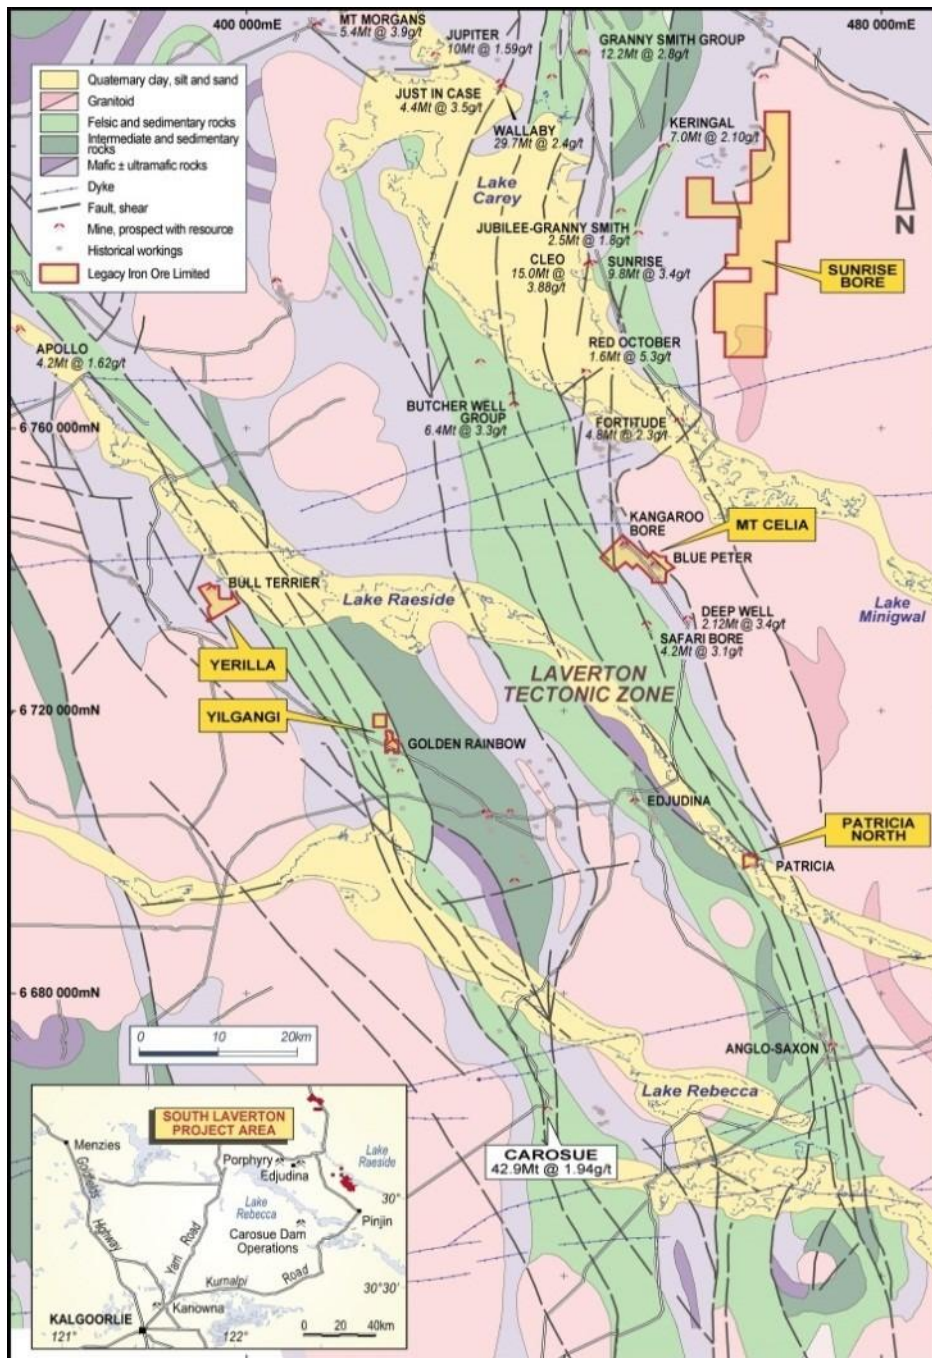 400 000mE
480 000mE
MT MORGANS
5.4Mt @ 3.9g/t
JUPITER
10Mt @ 1.59g/t
GRANNY SMITH GROUP
12.2Mt @ 2.8g/t
Quaternary clay, silt and sand
Granitoid
Felsic and sedimentary rocks
Intermediate and sedimentary
rocks
Mafic ± ultramafic rocks
Dyke
Fault, shear
Mine, prospect with resource
Historical workings
Legacy Iron Ore Limited
JUST IN CASE
4.4Mt @ 3.5g/t
WALLABY
29.7Mt @ 2.4g/t
KERINGAL
7.0Mt @ 2.10g/t
Lake
Carey
N
JUBILEE-GRANNY SMITH
2.5Mt @ 1.8g/t
CLEO
15.0Mt @
3.88g/t
SUNRISE
9.8Mt @ 3.4g/t
SUNRISE
BORE
APOLLO
4.2Mt @ 1.62g/t
RED OCTOBER
1.6Mt @ 5.3g/t
BUTCHER WELL
GROUP
6.4Mt @ 3.3g/t
FORTITUDE
4.8Mt @ 2.3g/t
6 760 000mN
KANGAROO
BORE
MT CELIA
BLUE PETER
BULL TERRIER
Lake Raeside
Lake
Minigwal
DEEP WELL
2.12Mt @ 3.4g/t
SAFARI BORE
4.2Mt @ 3.1g/t
YERILLA
LAVERTON
TECTONIC ZONE
6 720 000mN
YILGANGI
GOLDEN RAINBOW
EDJUDINA
PATRICIA
NORTH
PATRICIA
6 680 000mN
0 10 20km
ANGLO-SAXON
Lake Rebecca
CAROSUE
42.9Mt @ 1.94g/t
SOUTH LAVERTON
PROJECT AREA
Menzies
Porphyry
Edjudina
Lake
Raeside
Goldfields
Highway
Lake
Rebecca
30°
Pinjin
Yarri Road
Carosue Dam
Operations
Kurnalpi Road
30°30'
Kanowna
KALGOORLIE
121°
122°
0 20 40km